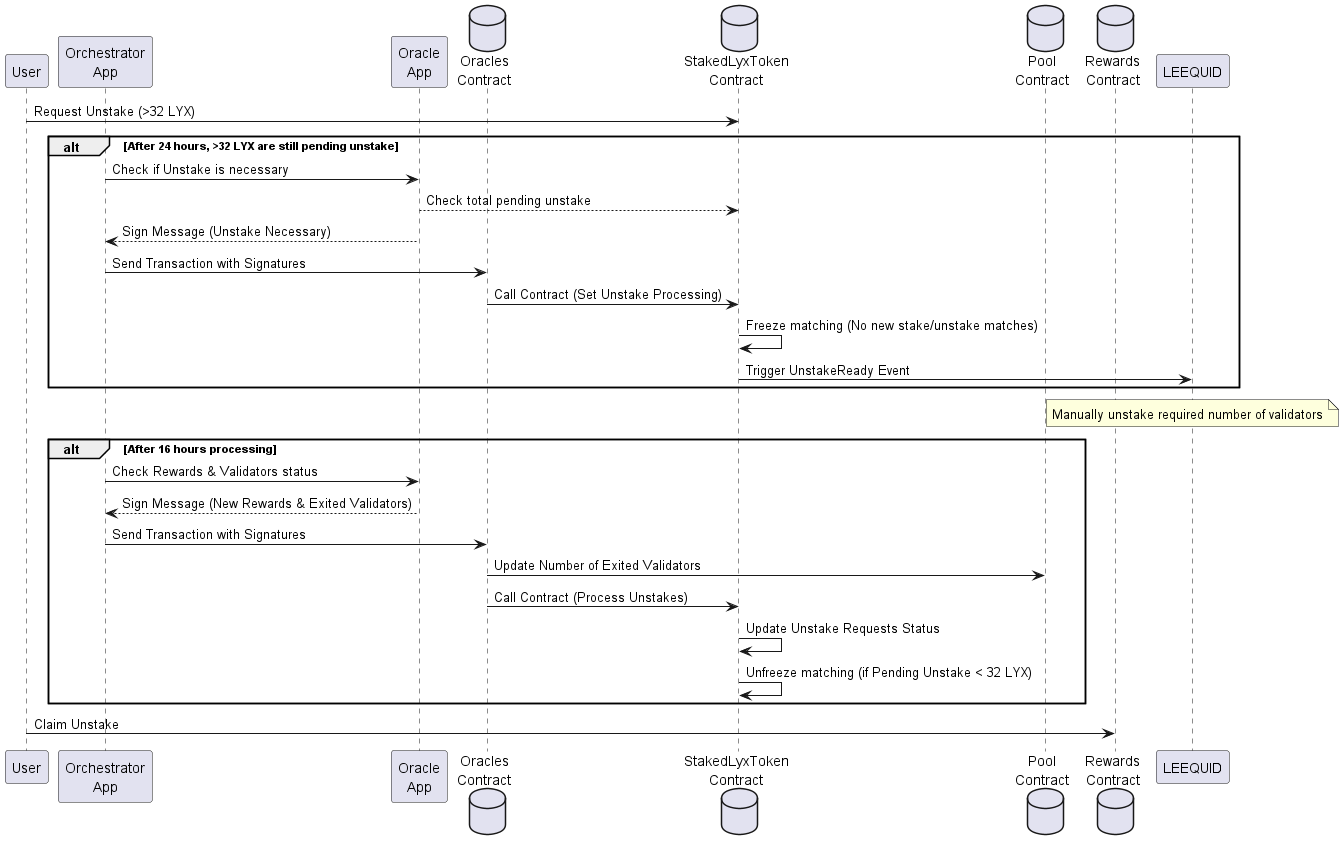 User
Orchestrator
App
Oracle
App
Oracles
Contract
StakedLyxToken
Contract
Pool
Contract
Rewards
Contract
LEEQUID
Request Unstake (>32 LYX)
alt [After 24 hours, >32 LYX are still pending unstake]
Check if Unstake is necessary
Check total pending unstake
Sign Message (Unstake Necessary)
Send Transaction with Signatures
Call Contract (Set Unstake Processing)
Freeze matching (No new stake/unstake matches)
Trigger UnstakeReady Event
Manually unstake required number of validators
alt [After 16 hours processing]
Check Rewards & Validators status
Sign Message (New Rewards & Exited Validators)
Send Transaction with Signatures
Update Number of Exited Validators
Call Contract (Process Unstakes)
Update Unstake Requests Status
Unfreeze matching (if Pending Unstake < 32 LYX)
Claim Unstake
User
Orchestrator
App
Oracle
App
Oracles
Contract
StakedLyxToken
Contract
Pool
Contract
Rewards
Contract
LEEQUID